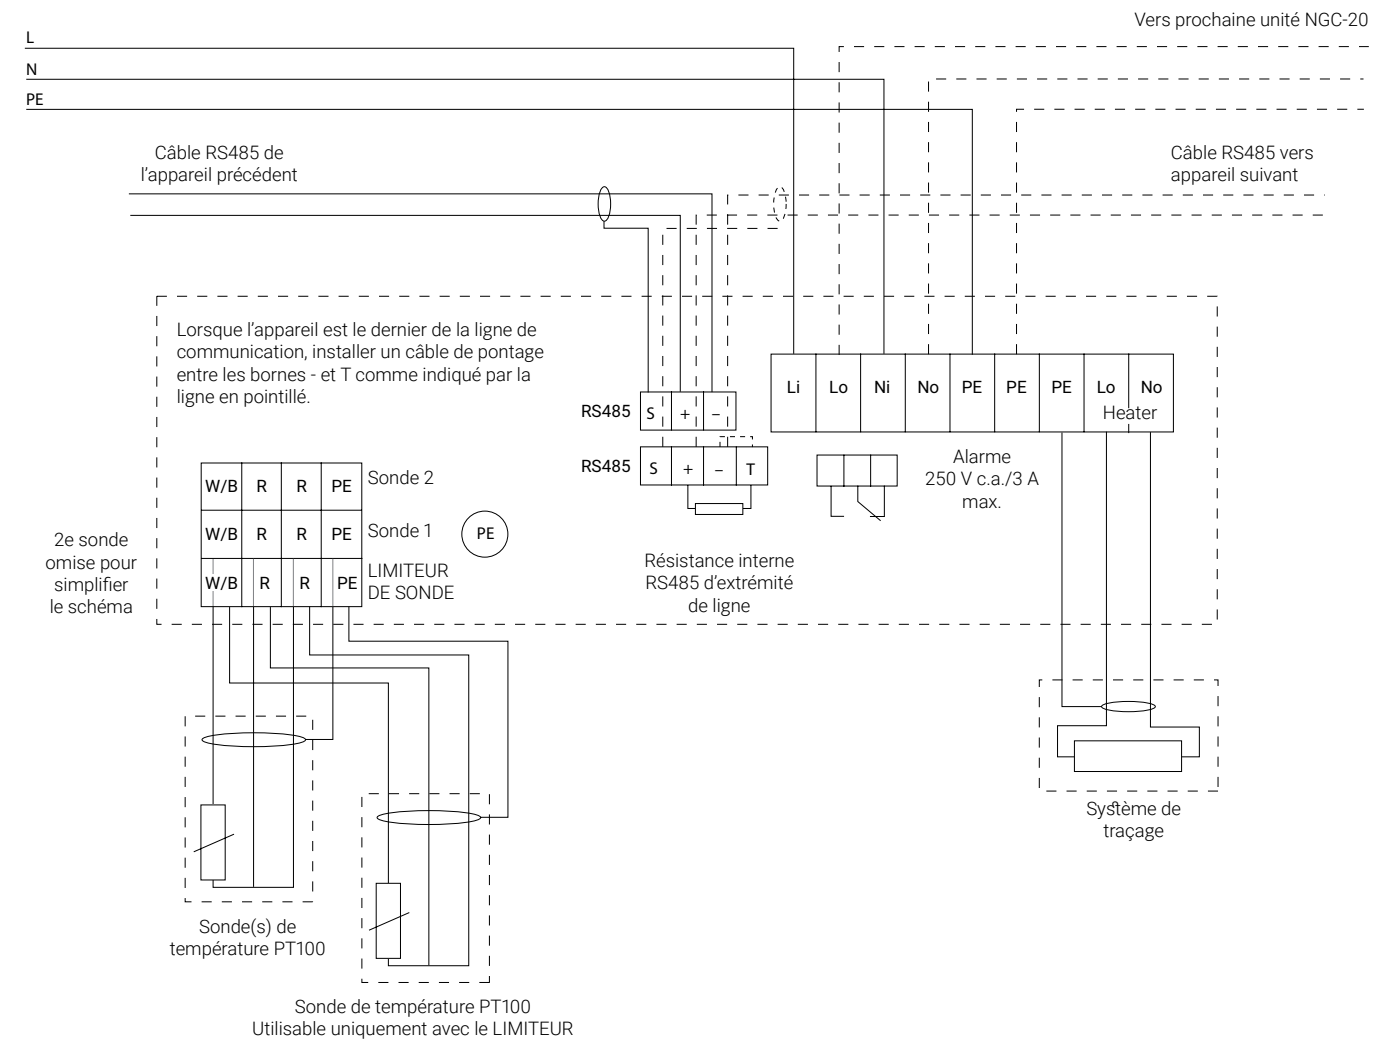 Vers prochaine unité NGC-20
L
N
PE
Câble RS485 de
l'appareil précédent
Câble RS485 vers
appareil suivant
Lorsque l'appareil est le dernier de la ligne de
communication, installer un câble de pontage
entre les bornes - et T comme indiqué par la
ligne en pointillé.
Li Lo Ni No PE PE PE Lo No
Heater
RS485 S + –
RS485 S + – T
Alarme
250 V c.a./3 A
max.
W/B R R PE Sonde 2
W/B R R PE Sonde 1
PE
W/B R R PE LIMITEUR
DE SONDE
2e sonde
omise pour
simplifier
le schéma
Résistance interne
RS485 d'extrémité
de ligne
Système de
traçage
Sonde(s) de
température PT100
Sonde de température PT100
Utilisable uniquement avec le LIMITEUR